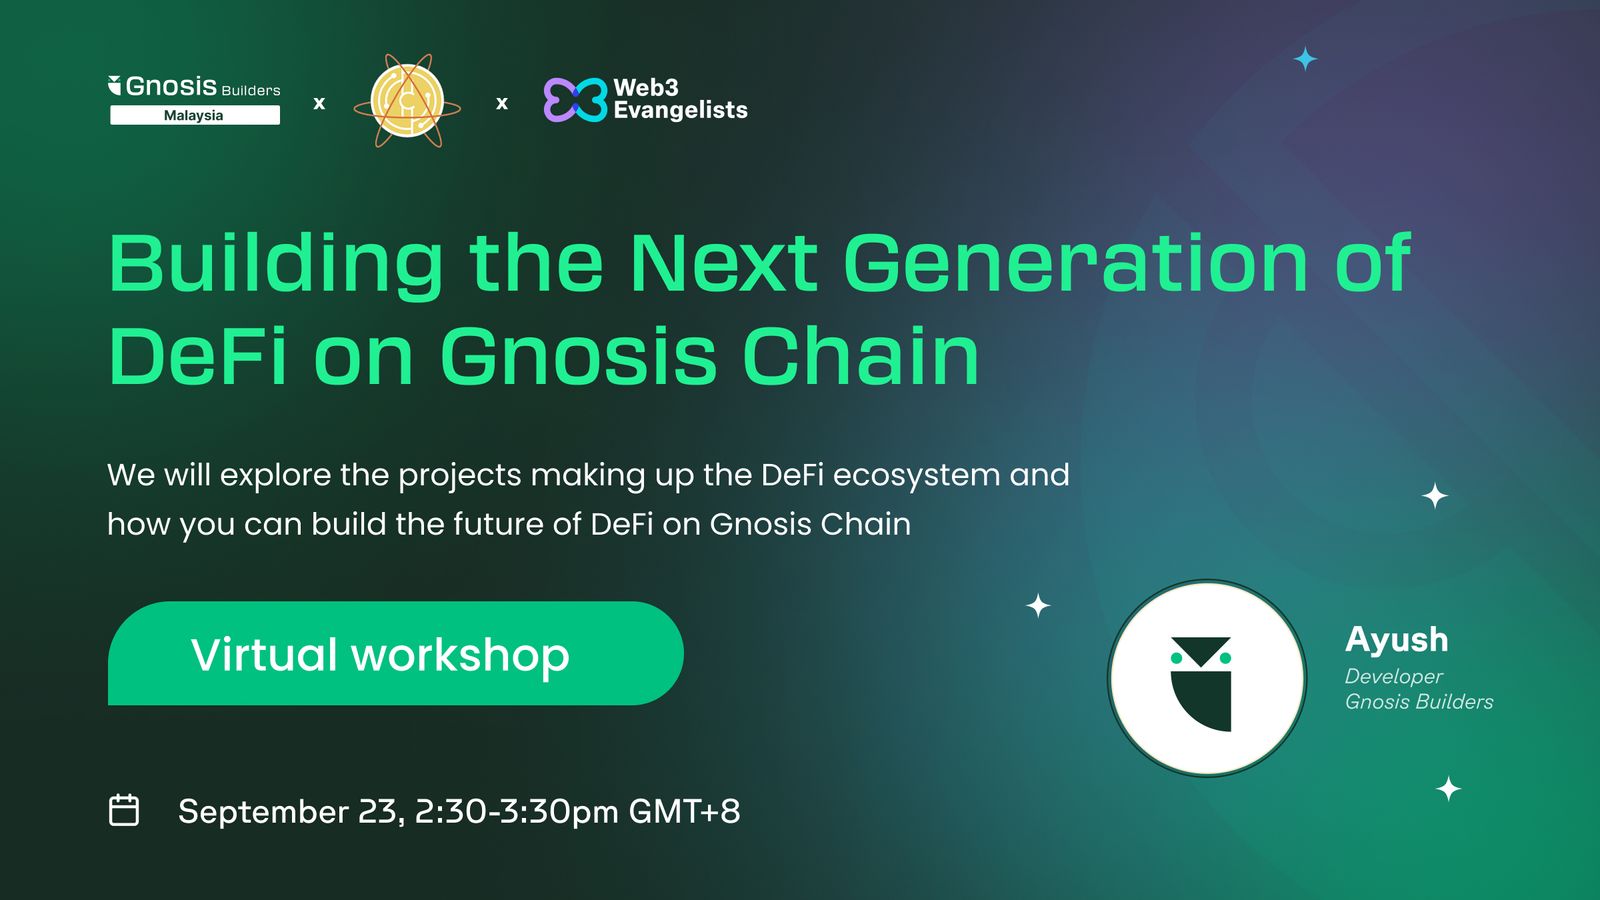 Gnosis Builders
Malaysia
x
x
Web3
Evangelists
Building the Next Generation of
DeFi on Gnosis Chain
We will explore the projects making up the DeFi ecosystem and
how you can build the future of DeFi on Gnosis Chain
Virtual workshop
Ayush
Developer
Gnosis Builders
September 23, 2:30-3:30pm GMT+8